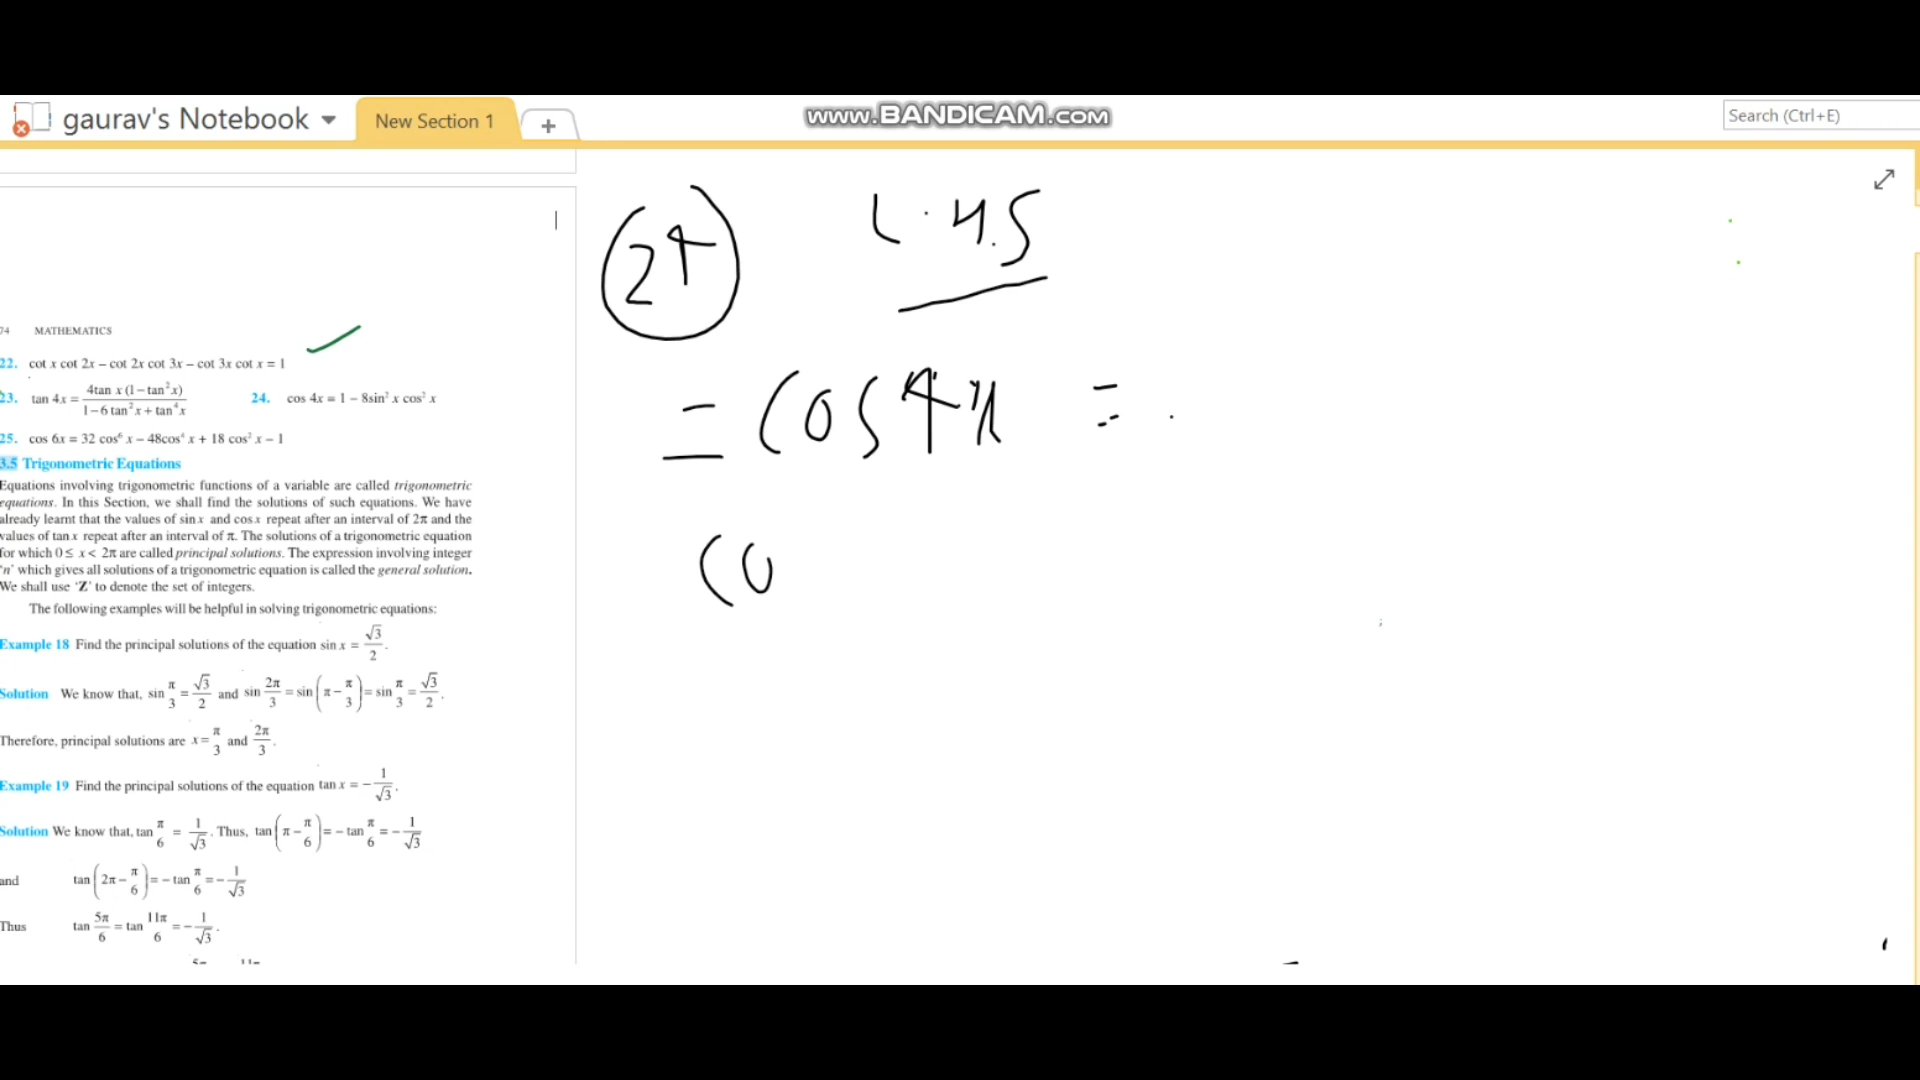 www.BANDICAM.com
gaurav's Notebook
New Section 1
+
Search (Ctrl+E)
74 MATHEMATICS
22. cot x cot 2x – cot 2x cot 3x – cot 3x cot x = 1
23. tan 4x = 4tan x (1 – tan² x) / 1 – 6 tan² x + tan⁴ x
24. cos 4x = 1 – 8sin² x cos² x
25. cos 6x = 32 cos⁶ x – 48cos⁴ x + 18 cos² x – 1
3.5 Trigonometric Equations
Equations involving trigonometric functions of a variable are called trigonometric
equations. In this Section, we shall find the solutions of such equations. We have
already learnt that the values of sin x and cos x repeat after an interval of 2π and the
values of tan x repeat after an interval of π. The solutions of a trigonometric equation
for which 0 ≤ x < 2π are called principal solutions. The expression involving integer
'n' which gives all solutions of a trigonometric equation is called the general solution.
We shall use 'Z' to denote the set of integers.
The following examples will be helpful in solving trigonometric equations:
Example 18 Find the principal solutions of the equation sin x = √3/2.
Solution We know that, sin π/3 = √3/2 and sin 2π/3 = sin (π – π/3) = sin π/3 = √3/2.
Therefore, principal solutions are x = π/3 and 2π/3.
Example 19 Find the principal solutions of the equation tan x = – 1/√3.
Solution We know that, tan π/6 = 1/√3. Thus, tan (π – π/6) = – tan π/6 = – 1/√3
and tan (2π – π/6) = – tan π/6 = – 1/√3
Thus tan 5π/6 = tan 11π/6 = – 1/√3.
24 L.H.S
= cos 4x =
co